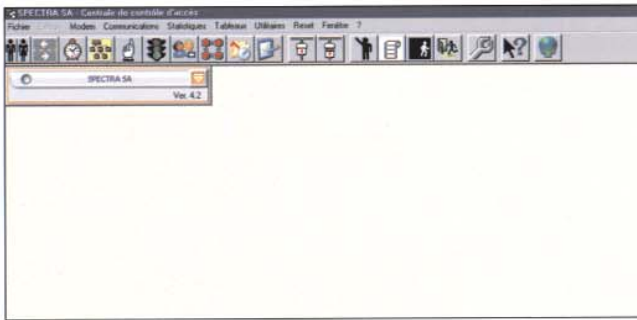 SPECTRA SA - Centrale de contrôle d'accès
Fichier Modem Communications Statistiques Tableaux Utilitaires Reset Fenêtre ?
SPECTRA SA
Ver. 4.2